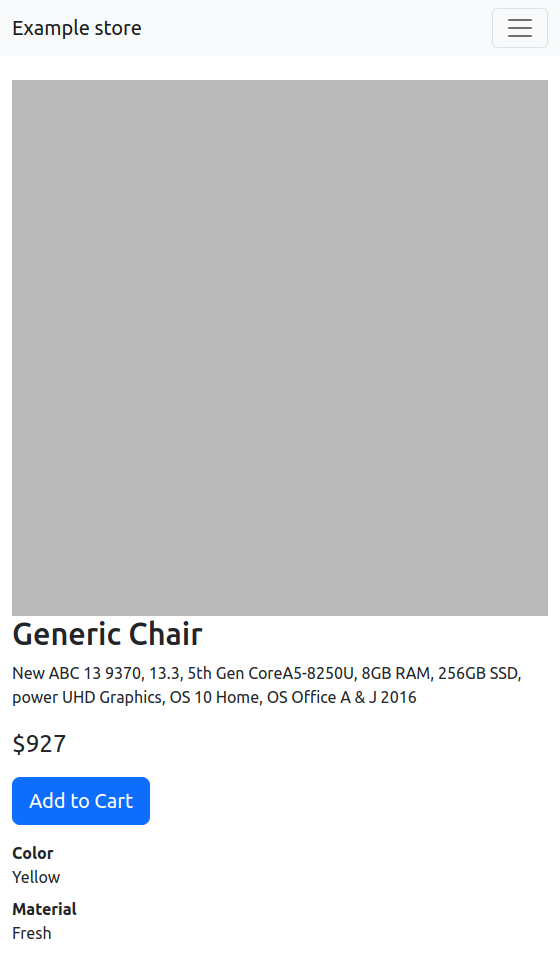 Example store
Generic Chair
New ABC 13 9370, 13.3, 5th Gen CoreA5-8250U, 8GB RAM, 256GB SSD,
power UHD Graphics, OS 10 Home, OS Office A & J 2016
$927
Add to Cart
Color
Yellow
Material
Fresh